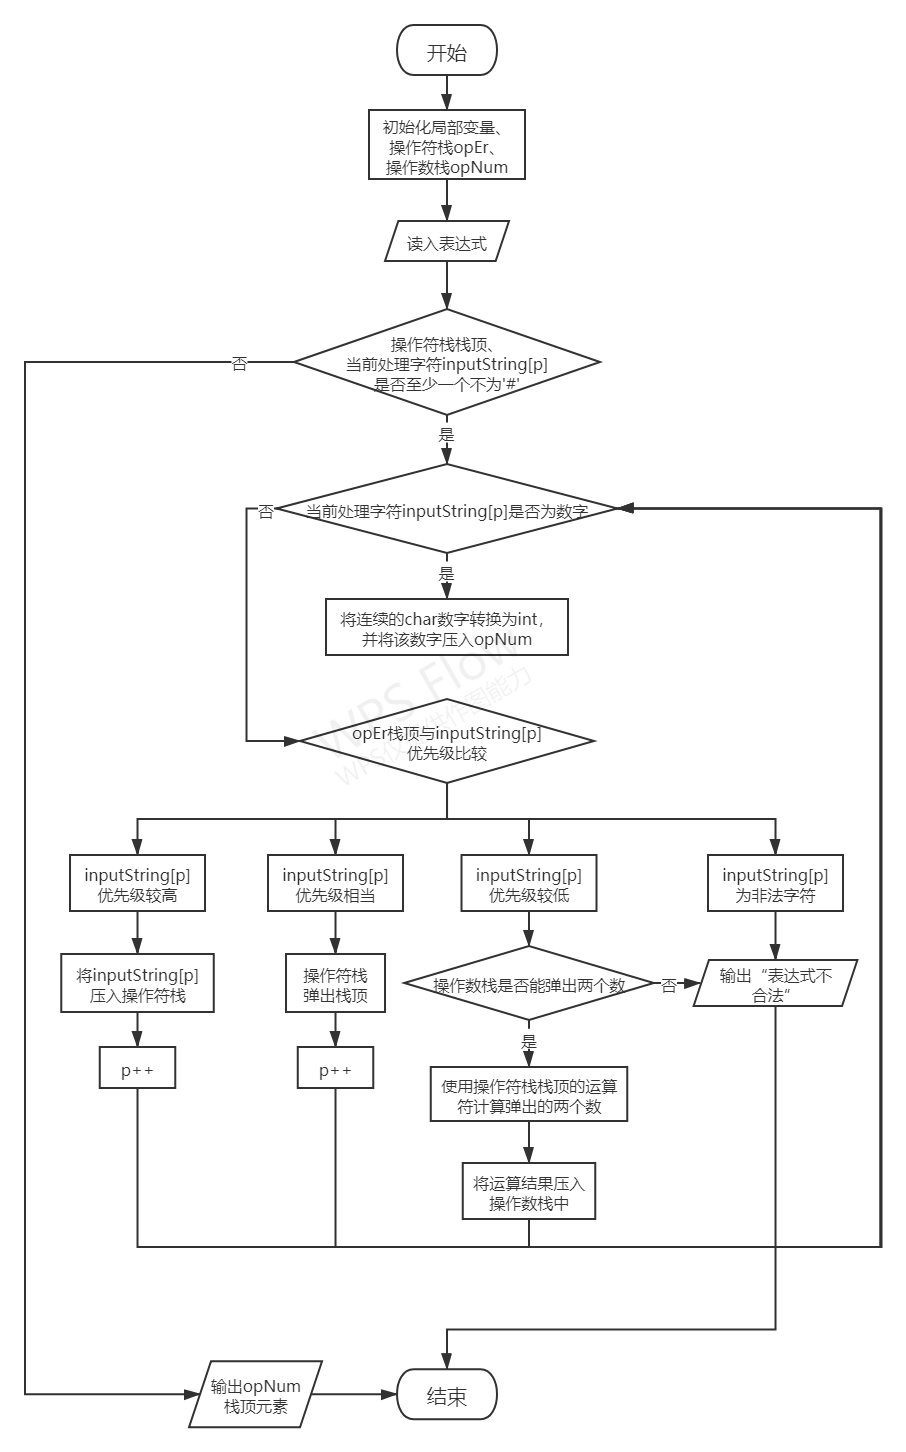 开始
初始化局部变量、
操作符栈opEr、
操作数栈opNum
读入表达式
操作符栈栈顶、
当前处理字符inputString[p]
是否至少一个不为'#'
否
是
当前处理字符inputString[p]是否为数字
否
是
将连续的char数字转换为int，
并将该数字压入opNum
WPS Flow
opEr栈顶与inputString[p]
优先级比较
inputString[p]
优先级较高
inputString[p]
优先级相当
inputString[p]
优先级较低
inputString[p]
为非法字符
将inputString[p]
压入操作符栈
操作符栈
弹出栈顶
操作数栈是否能弹出两个数
否
输出“表达式不
合法“
是
p++
p++
使用操作符栈栈顶的运算
符计算弹出的两个数
将运算结果压入
操作数栈中
输出opNum
栈顶元素
结束